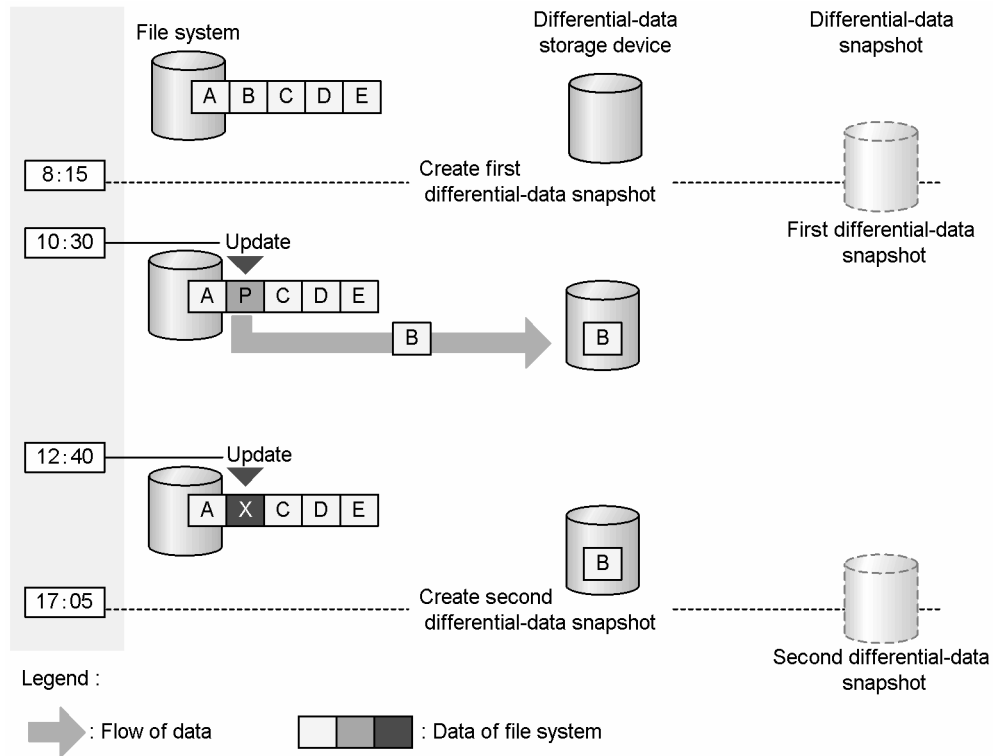 File system
Differential-data
storage device
Differential-data
snapshot
A B C D E
8:15
Create first
differential-data snapshot
First differential-data
snapshot
10:30
Update
A P C D E
B
B
12:40
Update
A X C D E
B
17:05
Create second
differential-data snapshot
Second differential-data
snapshot
Legend :
: Flow of data
: Data of file system